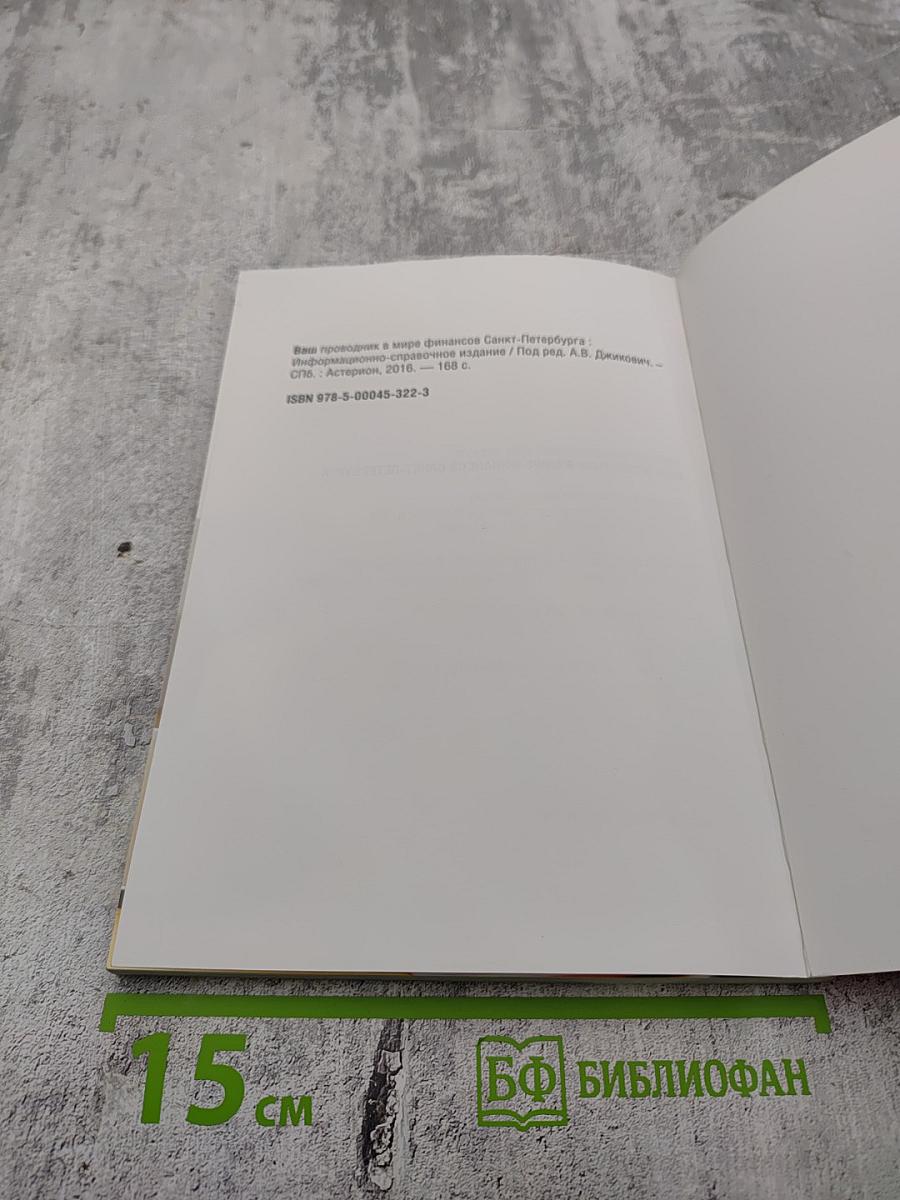 Ваш проводник в мире финансов Санкт-Петербурга :
Информационно-справочное издание / Под ред. А.В. Джикович. –
СПб. : Астерион, 2016. — 168 с.
ISBN 978-5-00045-322-3
15 см
БФ БИБЛИОФАН